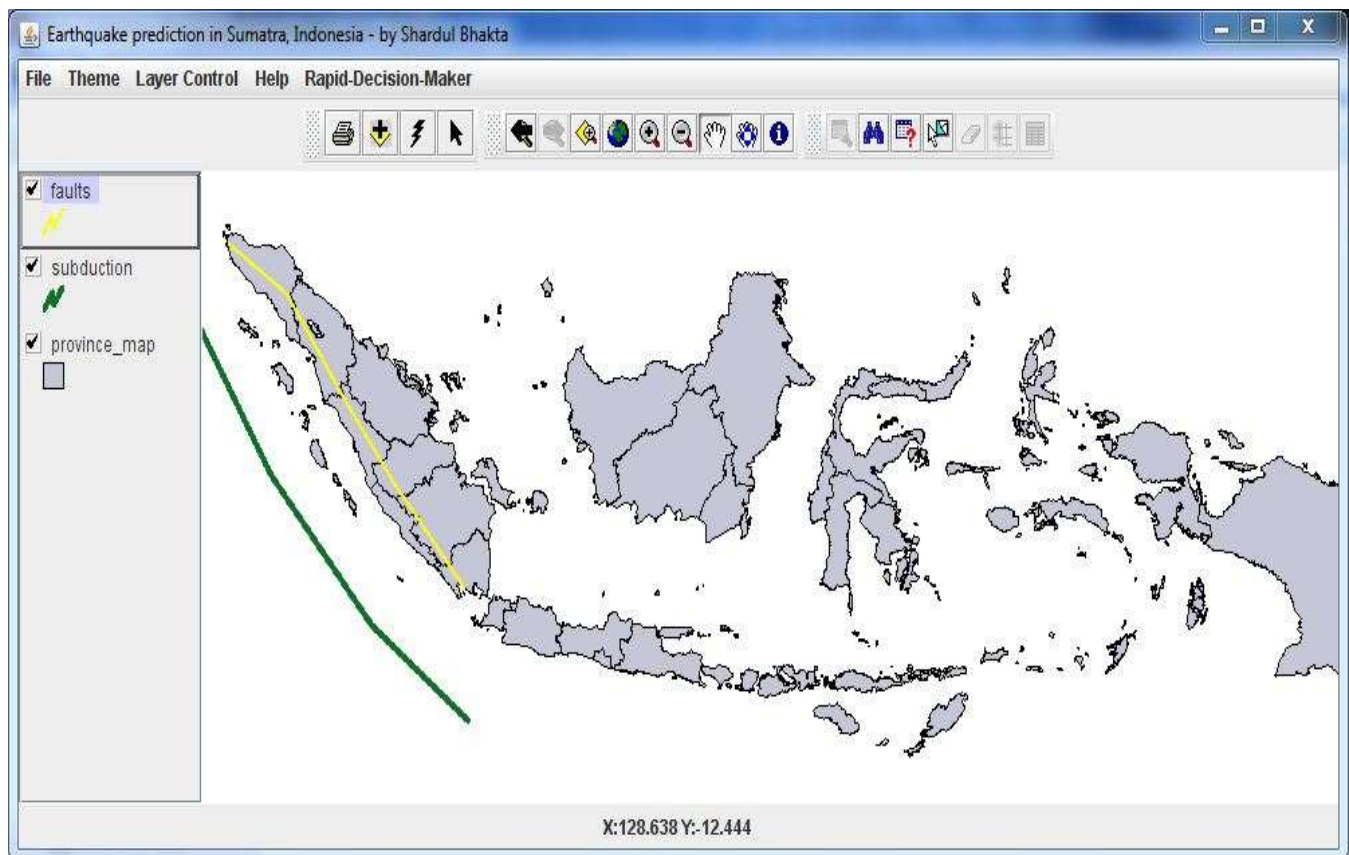 Earthquake prediction in Sumatra, Indonesia - by Shardul Bhakta
File Theme Layer Control Help Rapid-Decision-Maker
faults
subduction
province_map
X:128.638 Y:-12.444